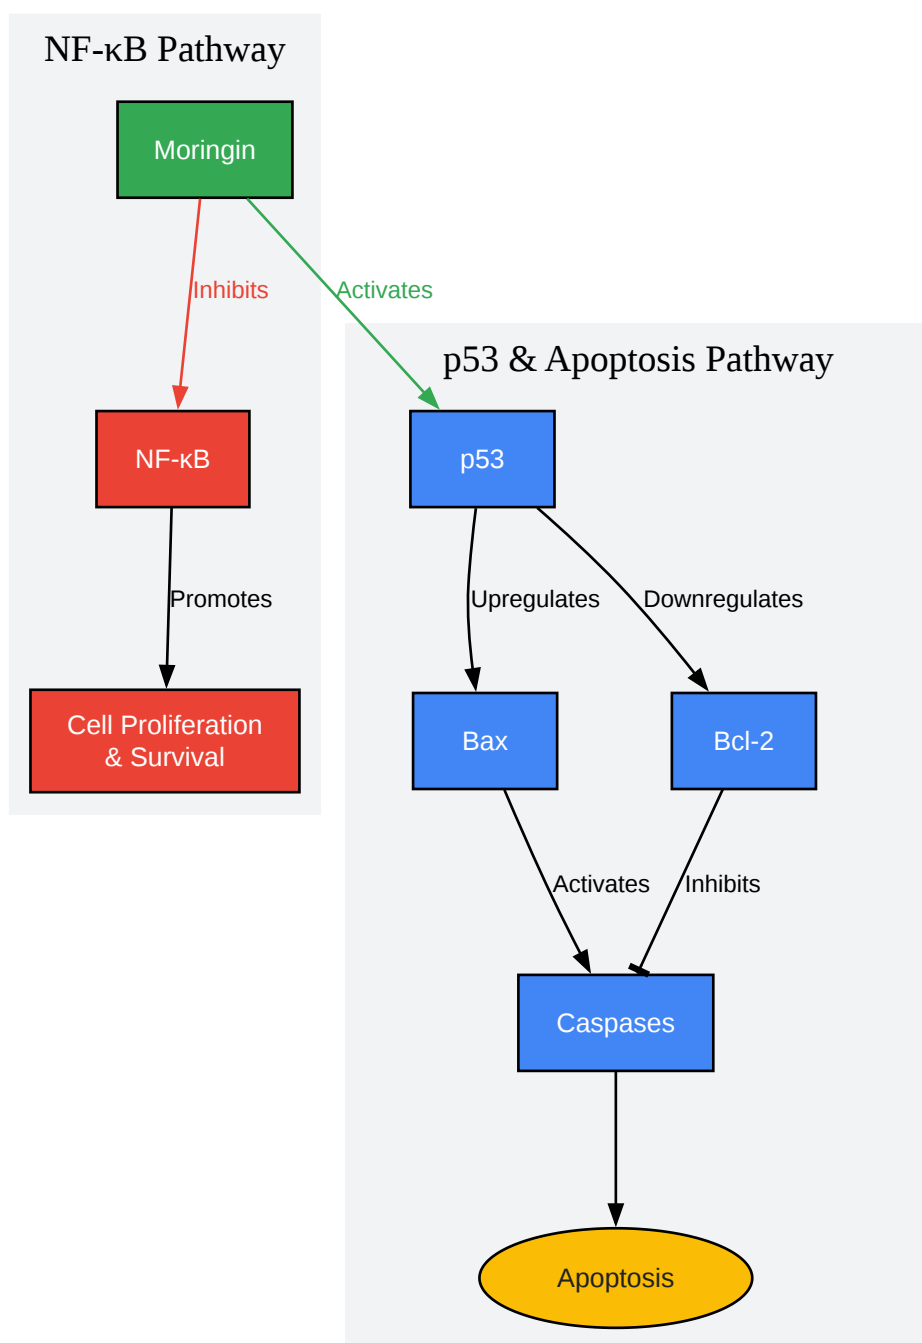 NF-κB Pathway
Moringin
Inhibits
Activates
p53 & Apoptosis Pathway
NF-κB
p53
Promotes
Upregulates
Downregulates
Cell Proliferation
& Survival
Bax
Bcl-2
Activates
Inhibits
Caspases
Apoptosis